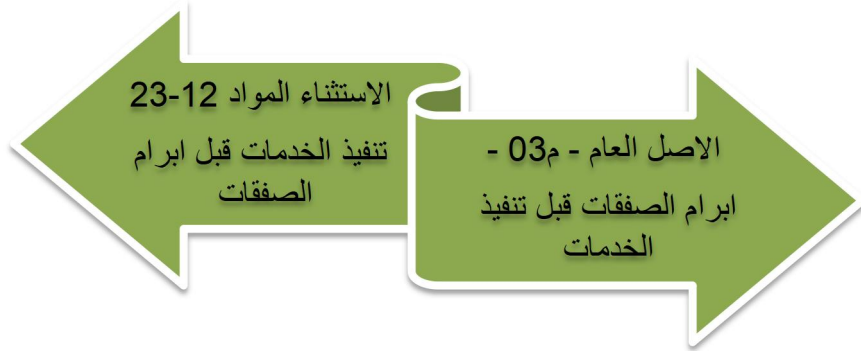 الاصل العام - م03 -
ابرام الصفقات قبل تنفيذ
الخدمات
الاستثناء المواد 12-23
تنفيذ الخدمات قبل ابرام
الصفقات